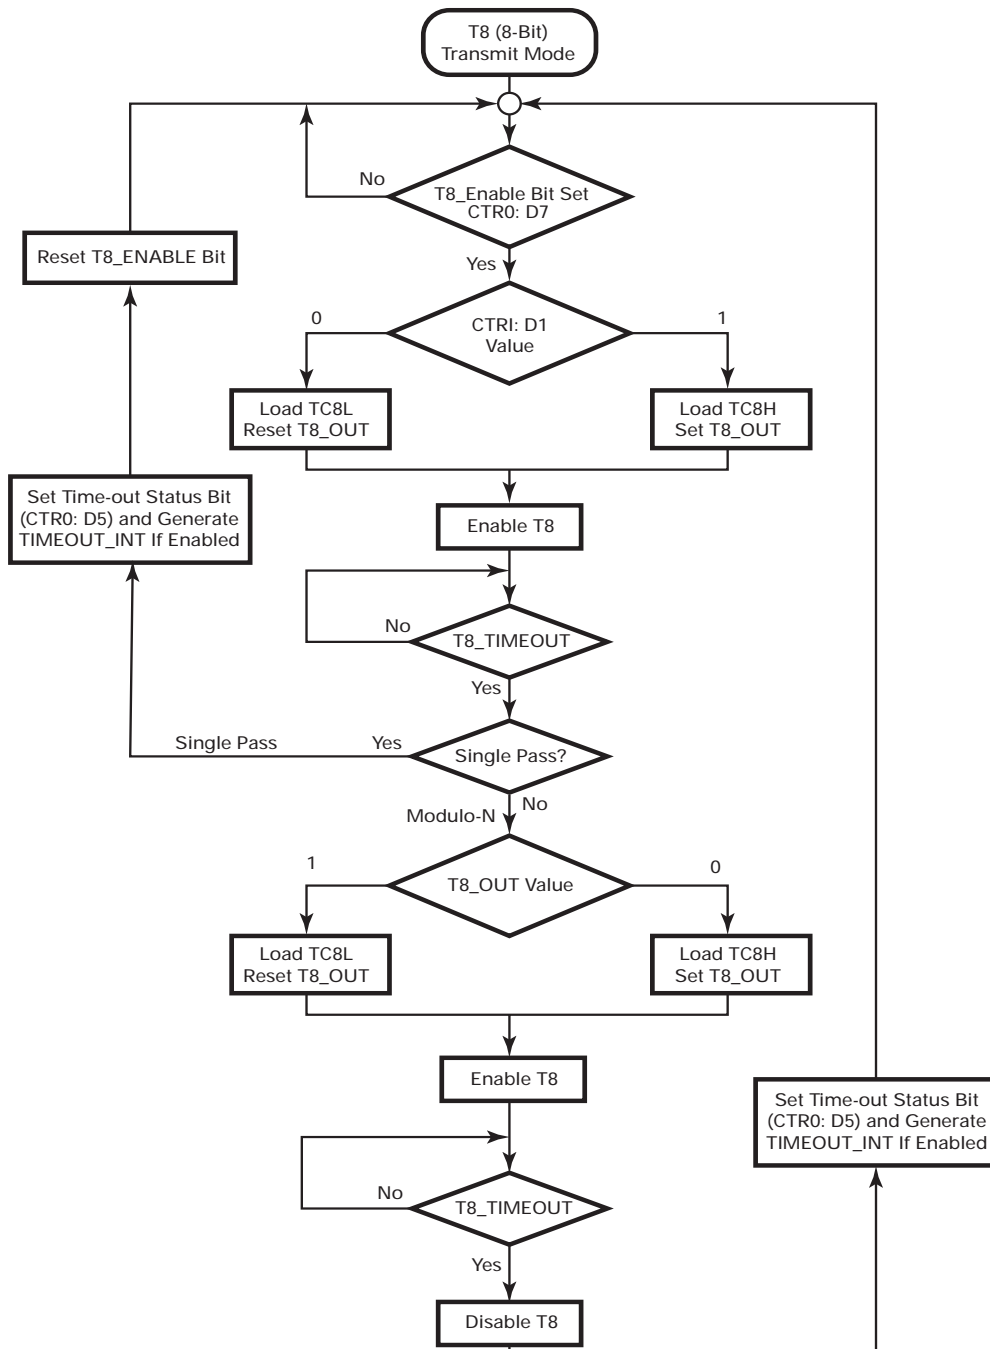 T8 (8-Bit)
Transmit Mode
No
T8_Enable Bit Set
CTR0: D7
Reset T8_ENABLE Bit
Yes
0
CTRI: D1
Value
1
Load TC8L
Reset T8_OUT
Load TC8H
Set T8_OUT
Set Time-out Status Bit
(CTR0: D5) and Generate
TIMEOUT_INT If Enabled
Enable T8
No
T8_TIMEOUT
Yes
Single Pass
Yes
Single Pass?
Modulo-N
No
1
T8_OUT Value
0
Load TC8L
Reset T8_OUT
Load TC8H
Set T8_OUT
Enable T8
Set Time-out Status Bit
(CTR0: D5) and Generate
TIMEOUT_INT If Enabled
No
T8_TIMEOUT
Yes
Disable T8